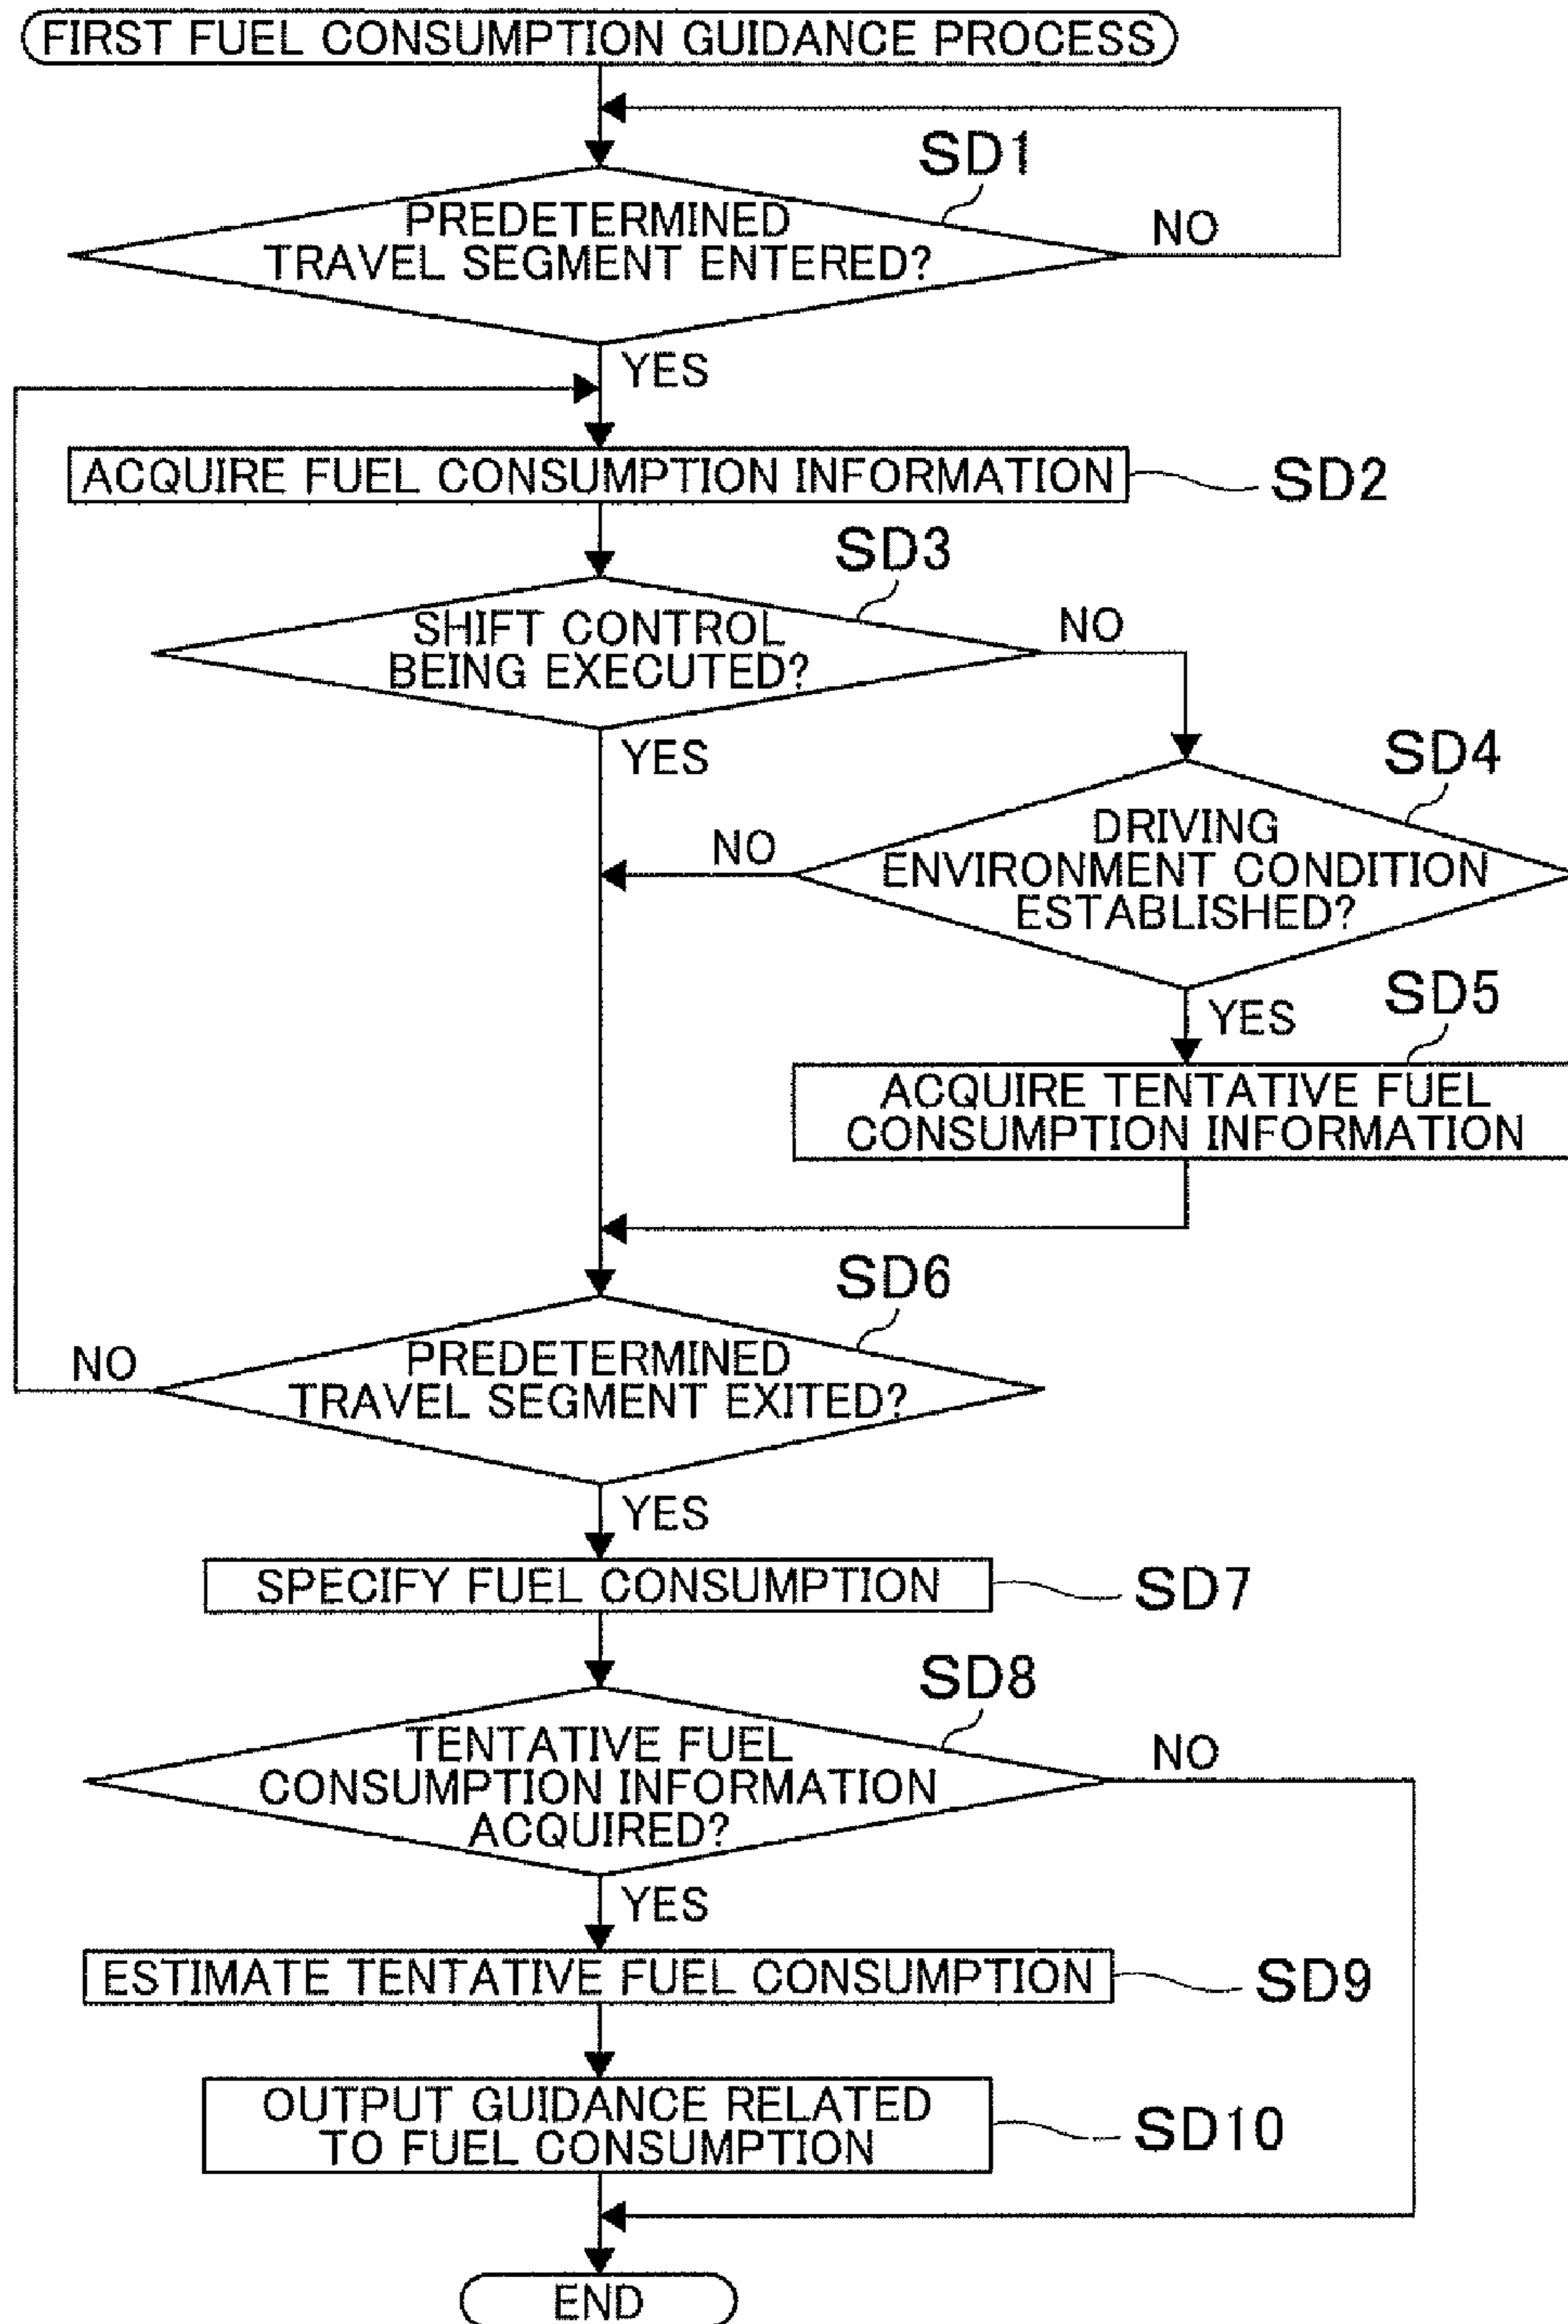 FIRST FUEL CONSUMPTION GUIDANCE PROCESS
SD1
PREDETERMINED
TRAVEL SEGMENT ENTERED?
NO
YES
ACQUIRE FUEL CONSUMPTION INFORMATION
SD2
SD3
SHIFT CONTROL
BEING EXECUTED?
NO
YES
SD4
DRIVING
ENVIRONMENT CONDITION
ESTABLISHED?
NO
YES
SD5
ACQUIRE TENTATIVE FUEL
CONSUMPTION INFORMATION
SD6
PREDETERMINED
TRAVEL SEGMENT EXITED?
NO
YES
SPECIFY FUEL CONSUMPTION
SD7
SD8
TENTATIVE FUEL
CONSUMPTION INFORMATION
ACQUIRED?
NO
YES
ESTIMATE TENTATIVE FUEL CONSUMPTION
SD9
OUTPUT GUIDANCE RELATED
TO FUEL CONSUMPTION
SD10
END